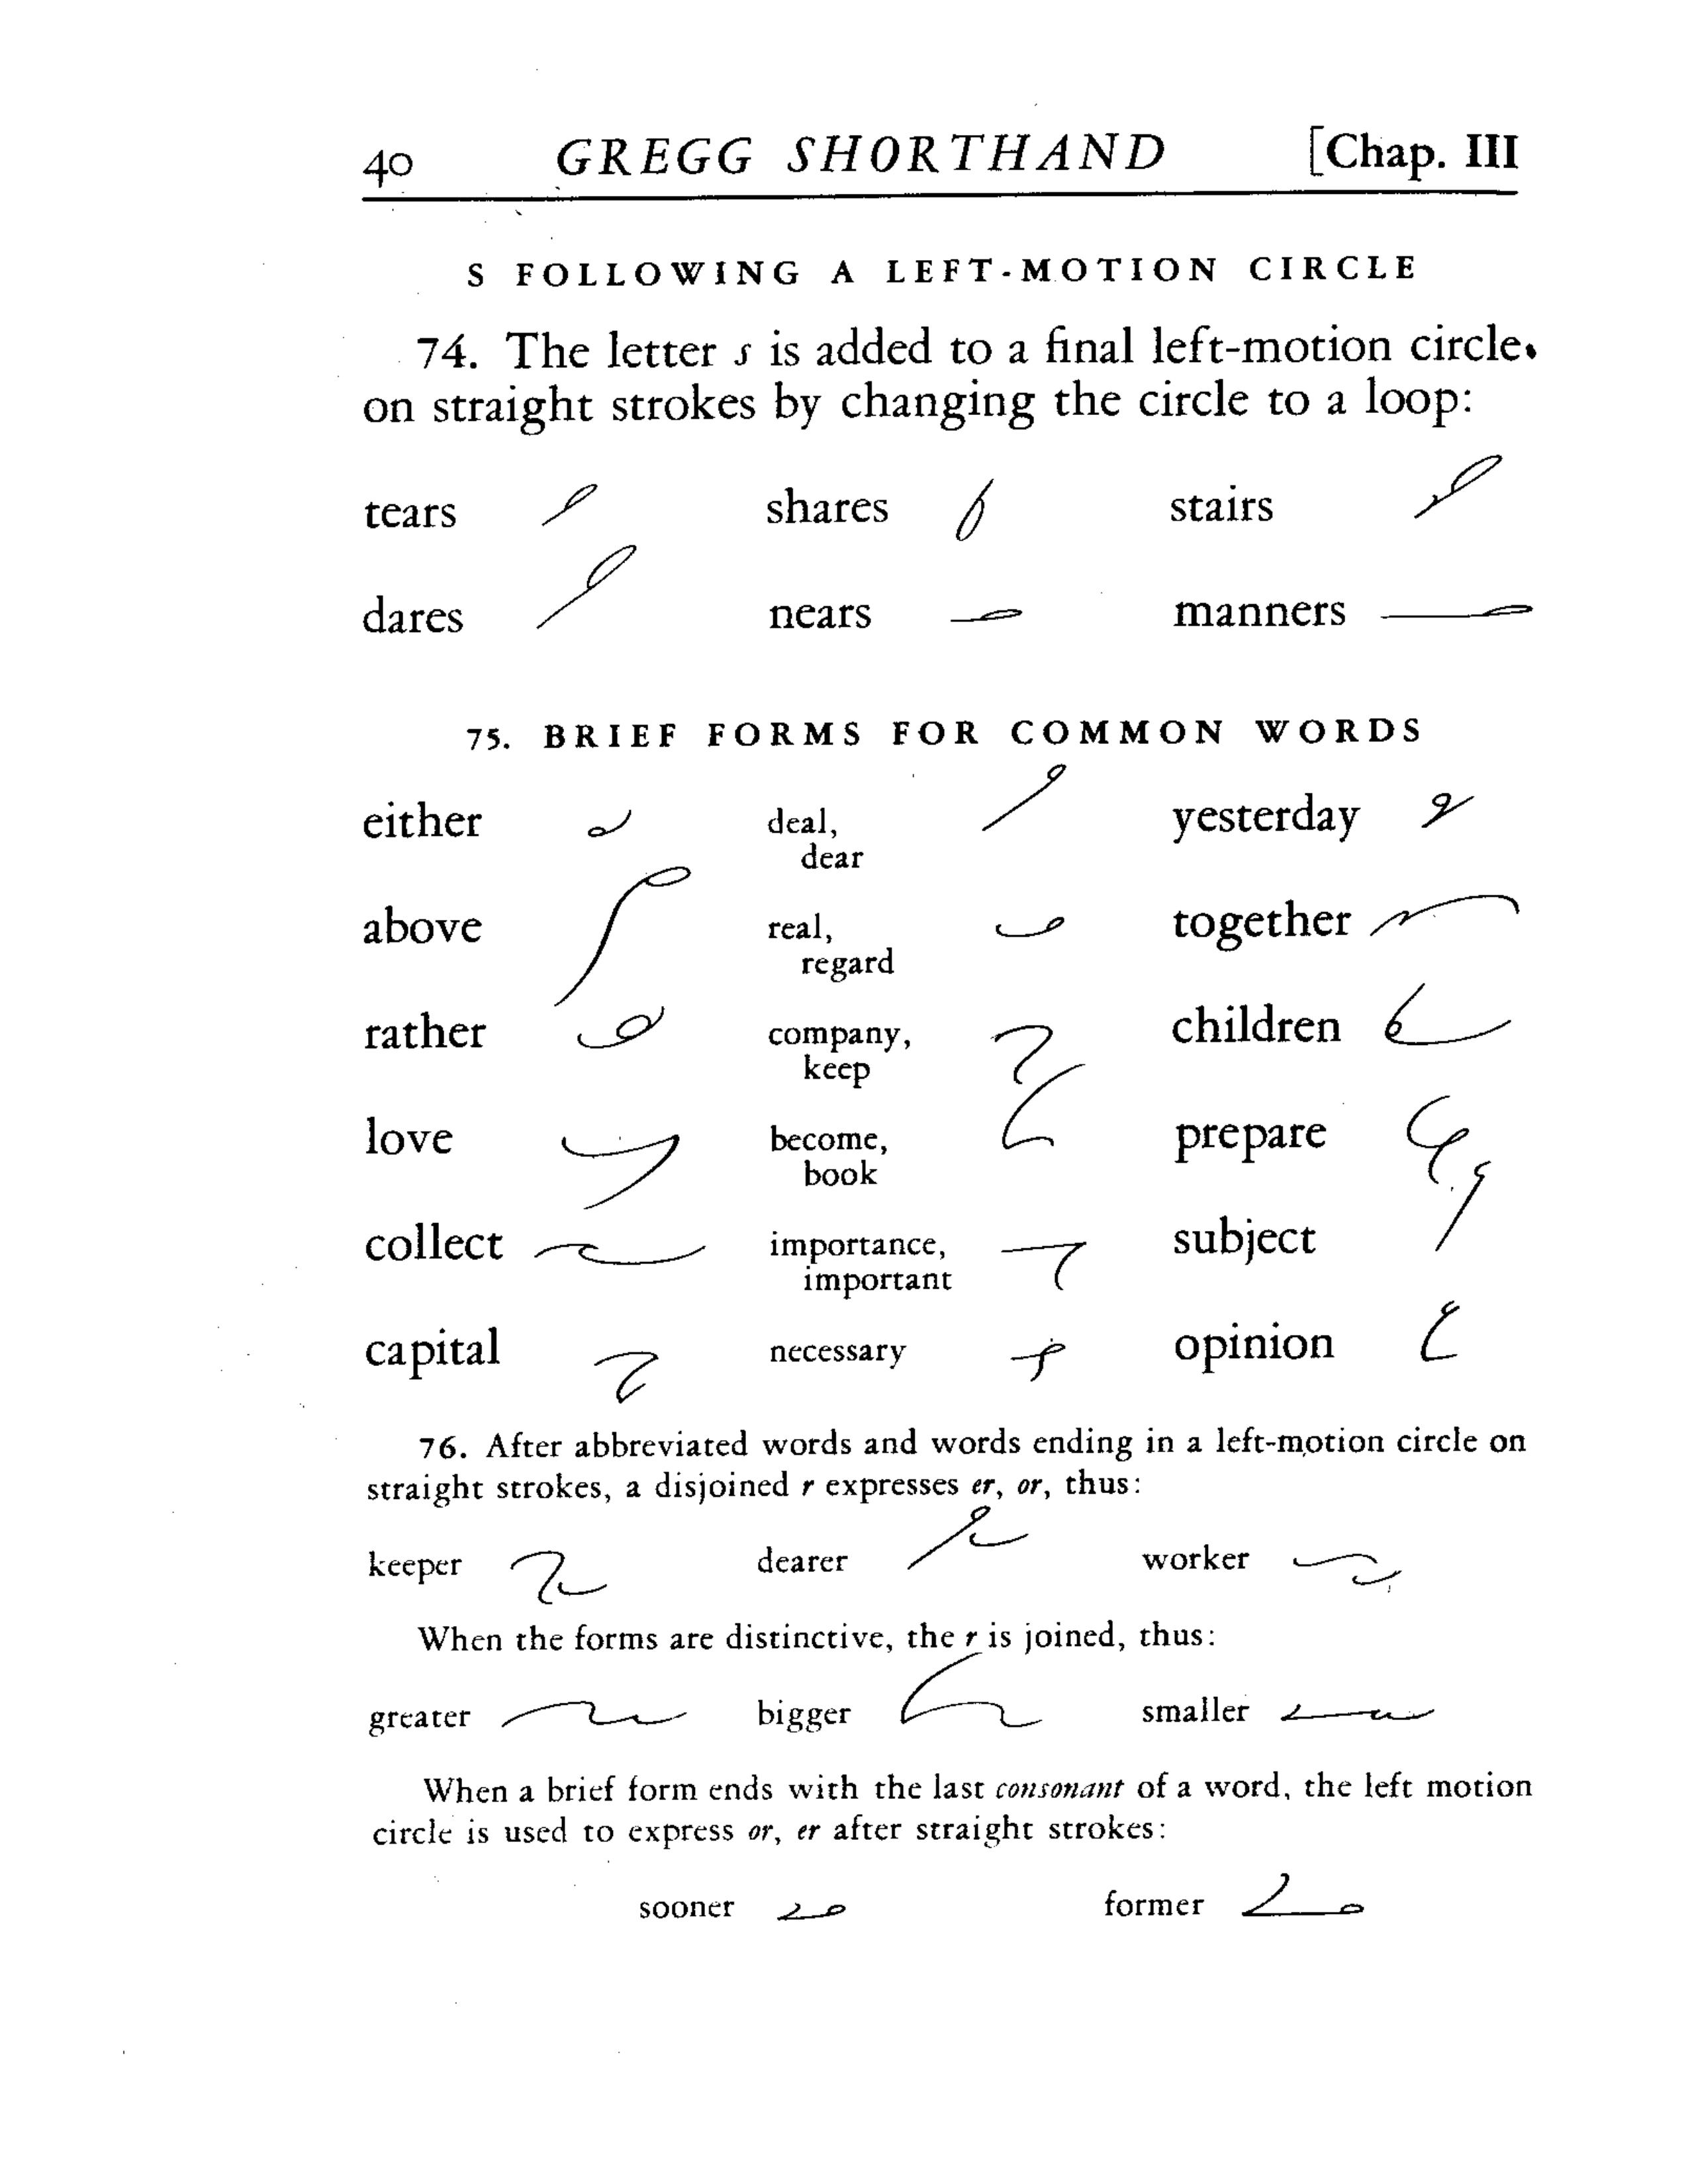 40 GREGG SHORTHAND [Chap. III
S FOLLOWING A LEFT-MOTION CIRCLE
74. The letter s is added to a final left-motion circle
on straight strokes by changing the circle to a loop:
tears shares stairs
dares nears manners
75. BRIEF FORMS FOR COMMON WORDS
either deal, yesterday
dear
above real, together
regard
rather company, children
keep
love become, prepare
book
collect importance, subject
important
capital necessary opinion
76. After abbreviated words and words ending in a left-motion circle on
straight strokes, a disjoined r expresses er, or, thus:
keeper dearer worker
When the forms are distinctive, the r is joined, thus:
greater bigger smaller
When a brief form ends with the last consonant of a word, the left motion
circle is used to express or, er after straight strokes:
sooner former